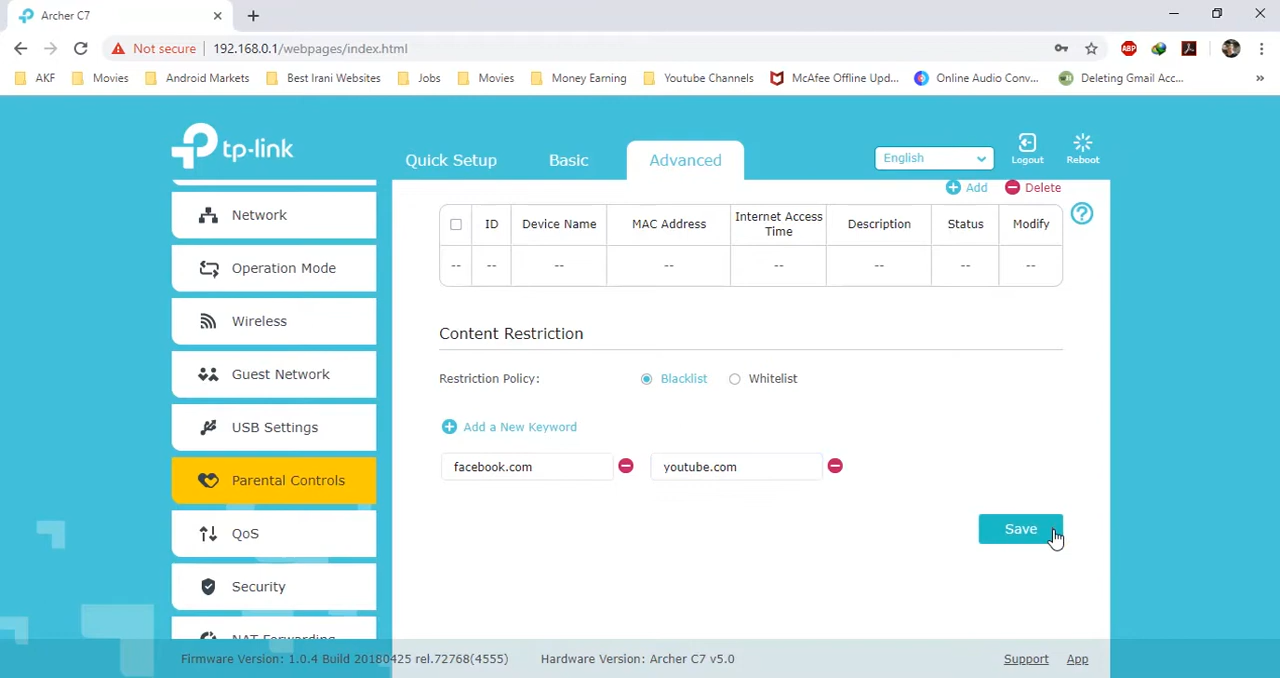 Archer C7
Not secure 192.168.0.1/webpages/index.html
ABP
AKF Movies Android Markets Best Irani Websites Jobs Movies Money Earning Youtube Channels McAfee Offline Upd... Online Audio Conv... Deleting Gmail Acc... »
tp-link
Quick Setup Basic Advanced English Logout Reboot
Add Delete
ID Device Name MAC Address Internet Access Time Description Status Modify
-- -- -- -- -- -- -- --
?
Network
Operation Mode
Wireless
Guest Network
USB Settings
Parental Controls
QoS
Security
NAT Forwarding
Content Restriction
Restriction Policy: Blacklist Whitelist
Add a New Keyword
facebook.com youtube.com
Save
Firmware Version: 1.0.4 Build 20180425 rel.72768(4555) Hardware Version: Archer C7 v5.0 Support App